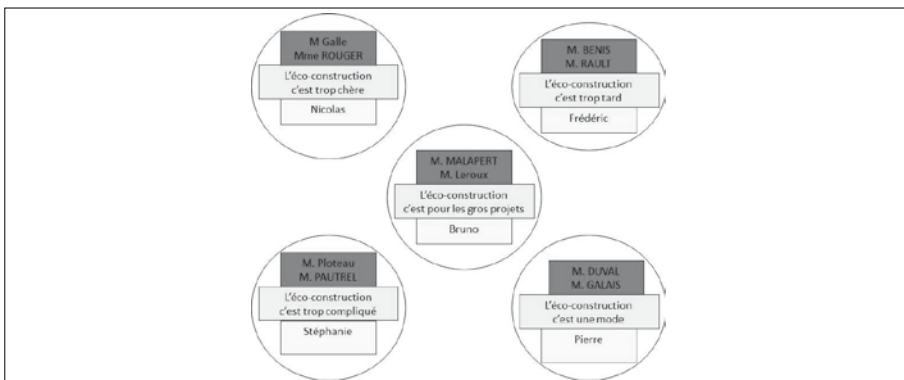 M Galle
Mme ROUGER
L'éco-construction
c'est trop chère
Nicolas
M. BENIS
M. RAULT
L'éco-construction
c'est trop tard
Frédéric
M. MALAPERT
M. Leroux
L'éco-construction
c'est pour les gros projets
Bruno
M. Ploteau
M. PAUTREL
L'éco-construction
c'est trop compliqué
Stéphanie
M. DUVAL
M. GALAIS
L'éco-construction
c'est une mode
Pierre